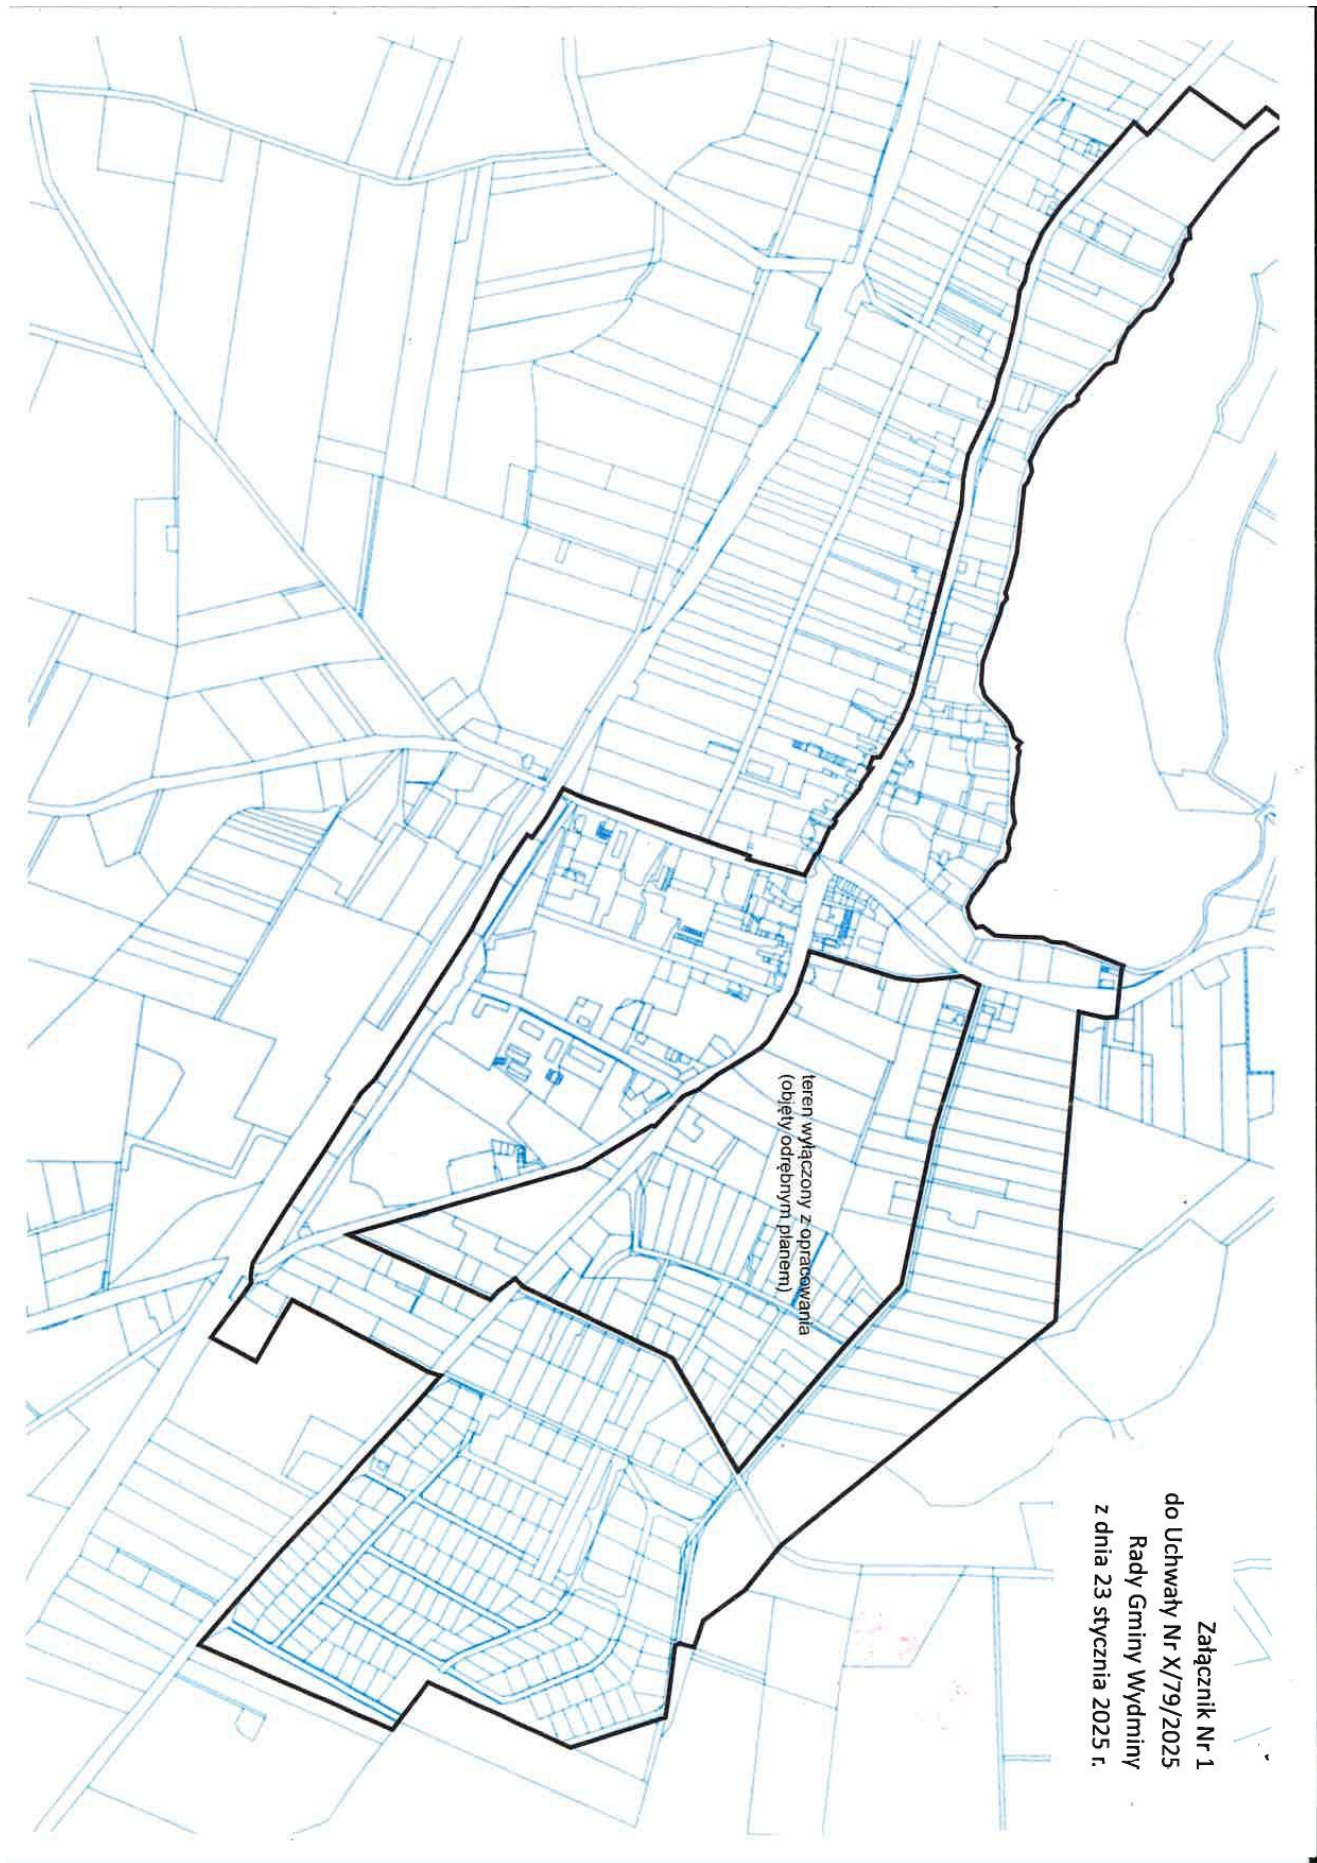 Załącznik Nr 1
do Uchwały Nr X/79/2025
Rady Gminy Wydminy
z dnia 23 stycznia 2025 r.
teren wyłączony z opracowania
(objęty odrębnym planem)